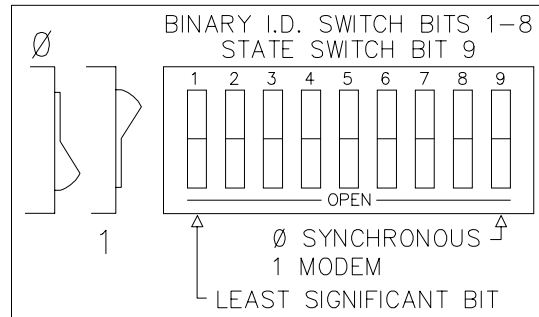 BINARY I.D. SWITCH BITS 1-8
STATE SWITCH BIT 9
Ø
1 2 3 4 5 6 7 8 9
OPEN
1
Ø SYNCHRONOUS
1 MODEM
LEAST SIGNIFICANT BIT